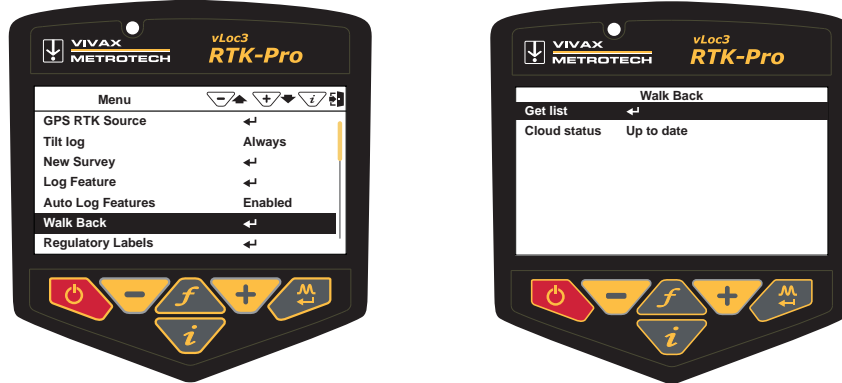 VIVAX
METROTECH
vLoc3
RTK-Pro
Menu - + i
GPS RTK Source
Tilt log Always
New Survey
Log Feature
Auto Log Features Enabled
Walk Back
Regulatory Labels
f
i
VIVAX
METROTECH
vLoc3
RTK-Pro
Walk Back
Get list
Cloud status Up to date
f
i